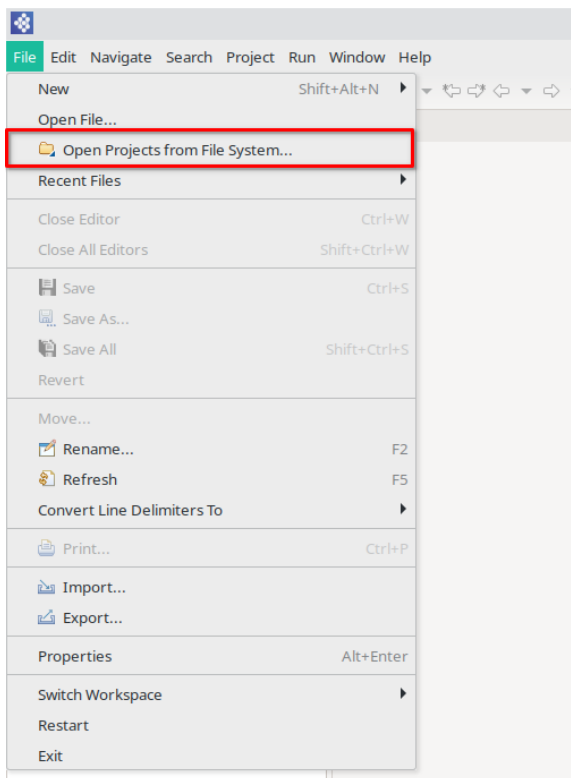 File Edit Navigate Search Project Run Window Help
New Shift+Alt+N
Open File...
Open Projects from File System...
Recent Files
Close Editor Ctrl+W
Close All Editors Shift+Ctrl+W
Save Ctrl+S
Save As...
Save All Shift+Ctrl+S
Revert
Move...
Rename... F2
Refresh F5
Convert Line Delimiters To
Print... Ctrl+P
Import...
Export...
Properties Alt+Enter
Switch Workspace
Restart
Exit